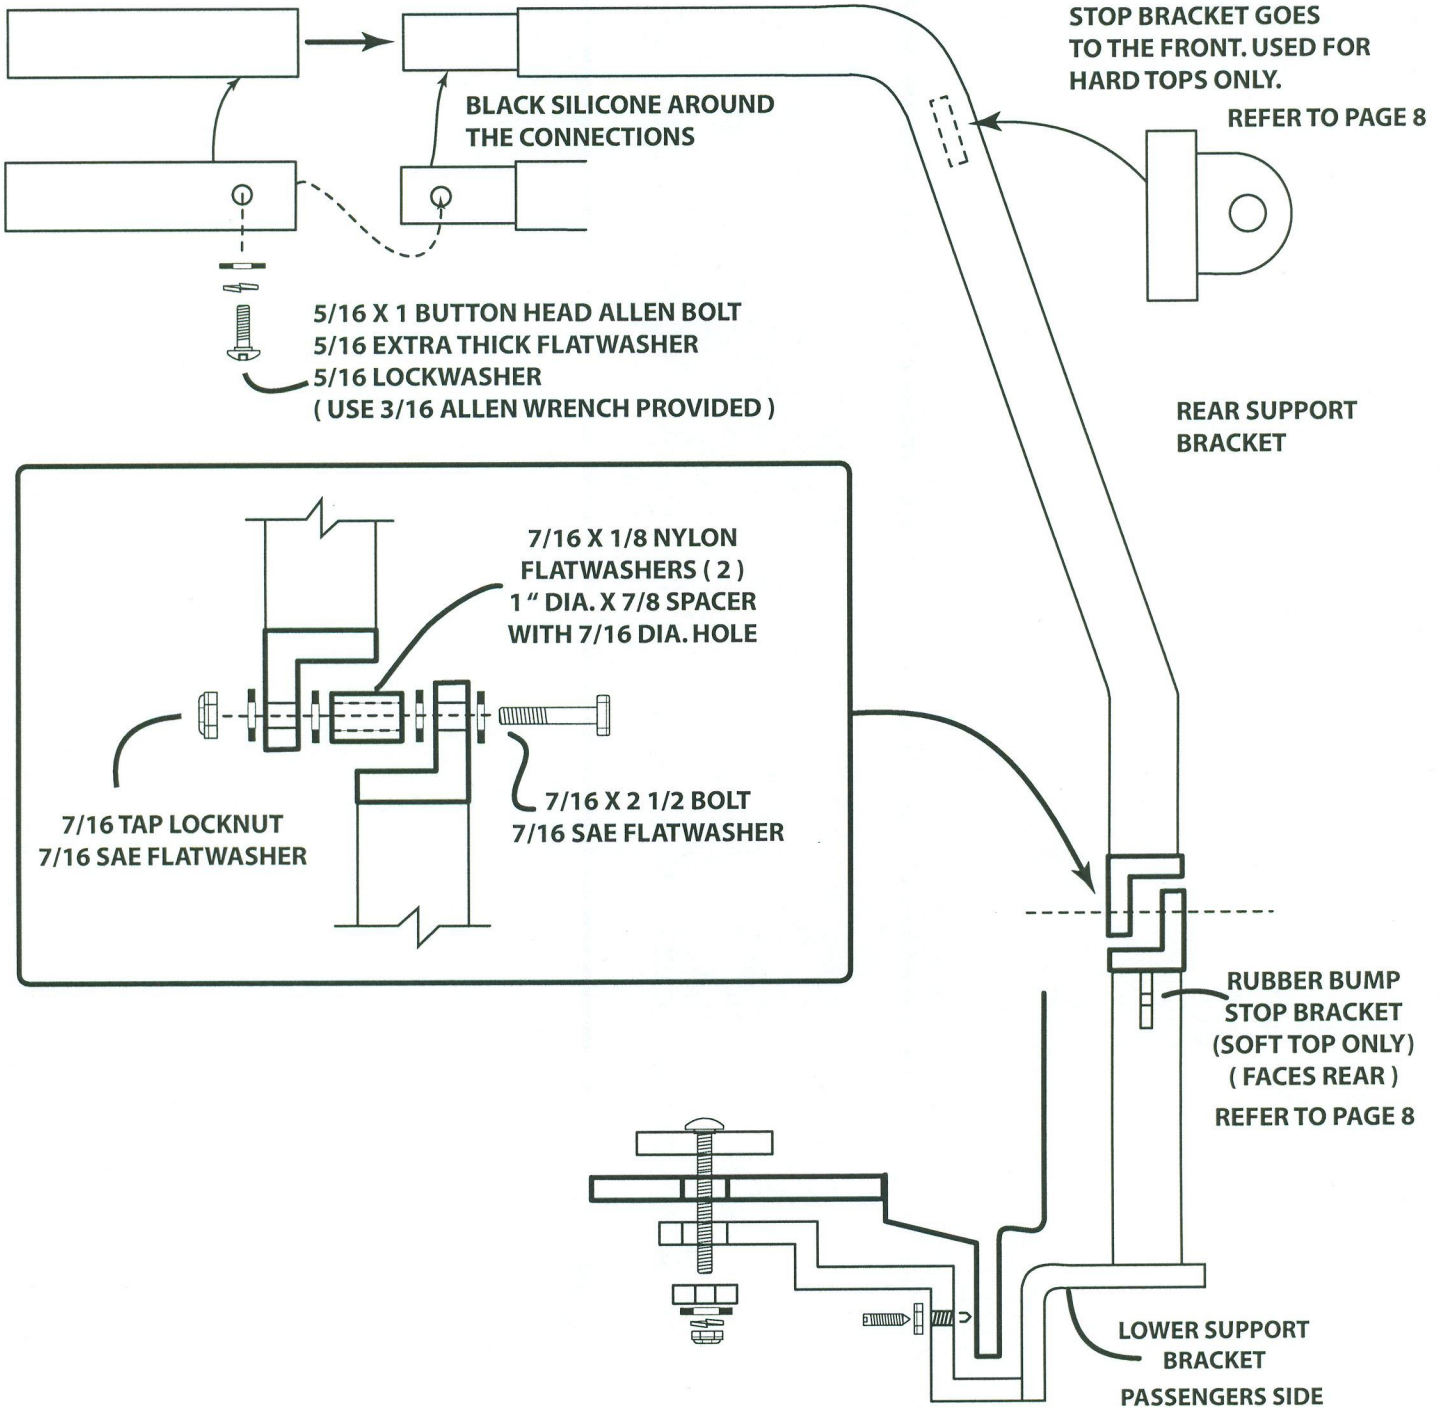 STOP BRACKET GOES
TO THE FRONT. USED FOR
HARD TOPS ONLY.
REFER TO PAGE 8
BLACK SILICONE AROUND
THE CONNECTIONS
5/16 X 1 BUTTON HEAD ALLEN BOLT
5/16 EXTRA THICK FLATWASHER
5/16 LOCKWASHER
( USE 3/16 ALLEN WRENCH PROVIDED )
REAR SUPPORT
BRACKET
7/16 X 1/8 NYLON
FLATWASHERS ( 2 )
1 “ DIA. X 7/8 SPACER
WITH 7/16 DIA. HOLE
7/16 X 2 1/2 BOLT
7/16 SAE FLATWASHER
7/16 TAP LOCKNUT
7/16 SAE FLATWASHER
RUBBER BUMP
STOP BRACKET
(SOFT TOP ONLY)
( FACES REAR )
REFER TO PAGE 8
LOWER SUPPORT
BRACKET
PASSENGERS SIDE